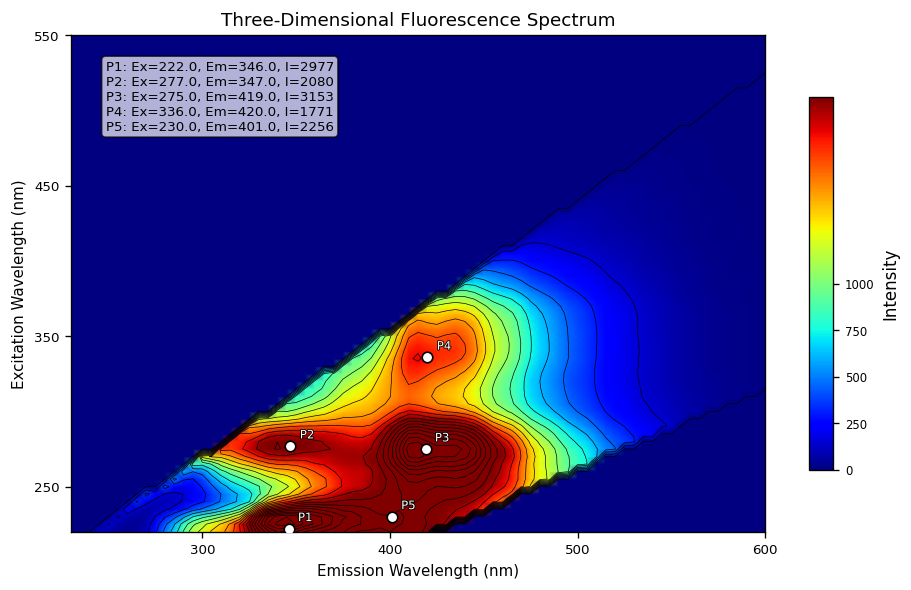 Three-Dimensional Fluorescence Spectrum
550
450
350
250
Excitation Wavelength (nm)
P1: Ex=222.0, Em=346.0, I=2977
P2: Ex=277.0, Em=347.0, I=2080
P3: Ex=275.0, Em=419.0, I=3153
P4: Ex=336.0, Em=420.0, I=1771
P5: Ex=230.0, Em=401.0, I=2256
P4
P2
P3
P5
P1
300
400
500
600
Emission Wavelength (nm)
1000
750
500
250
0
Intensity